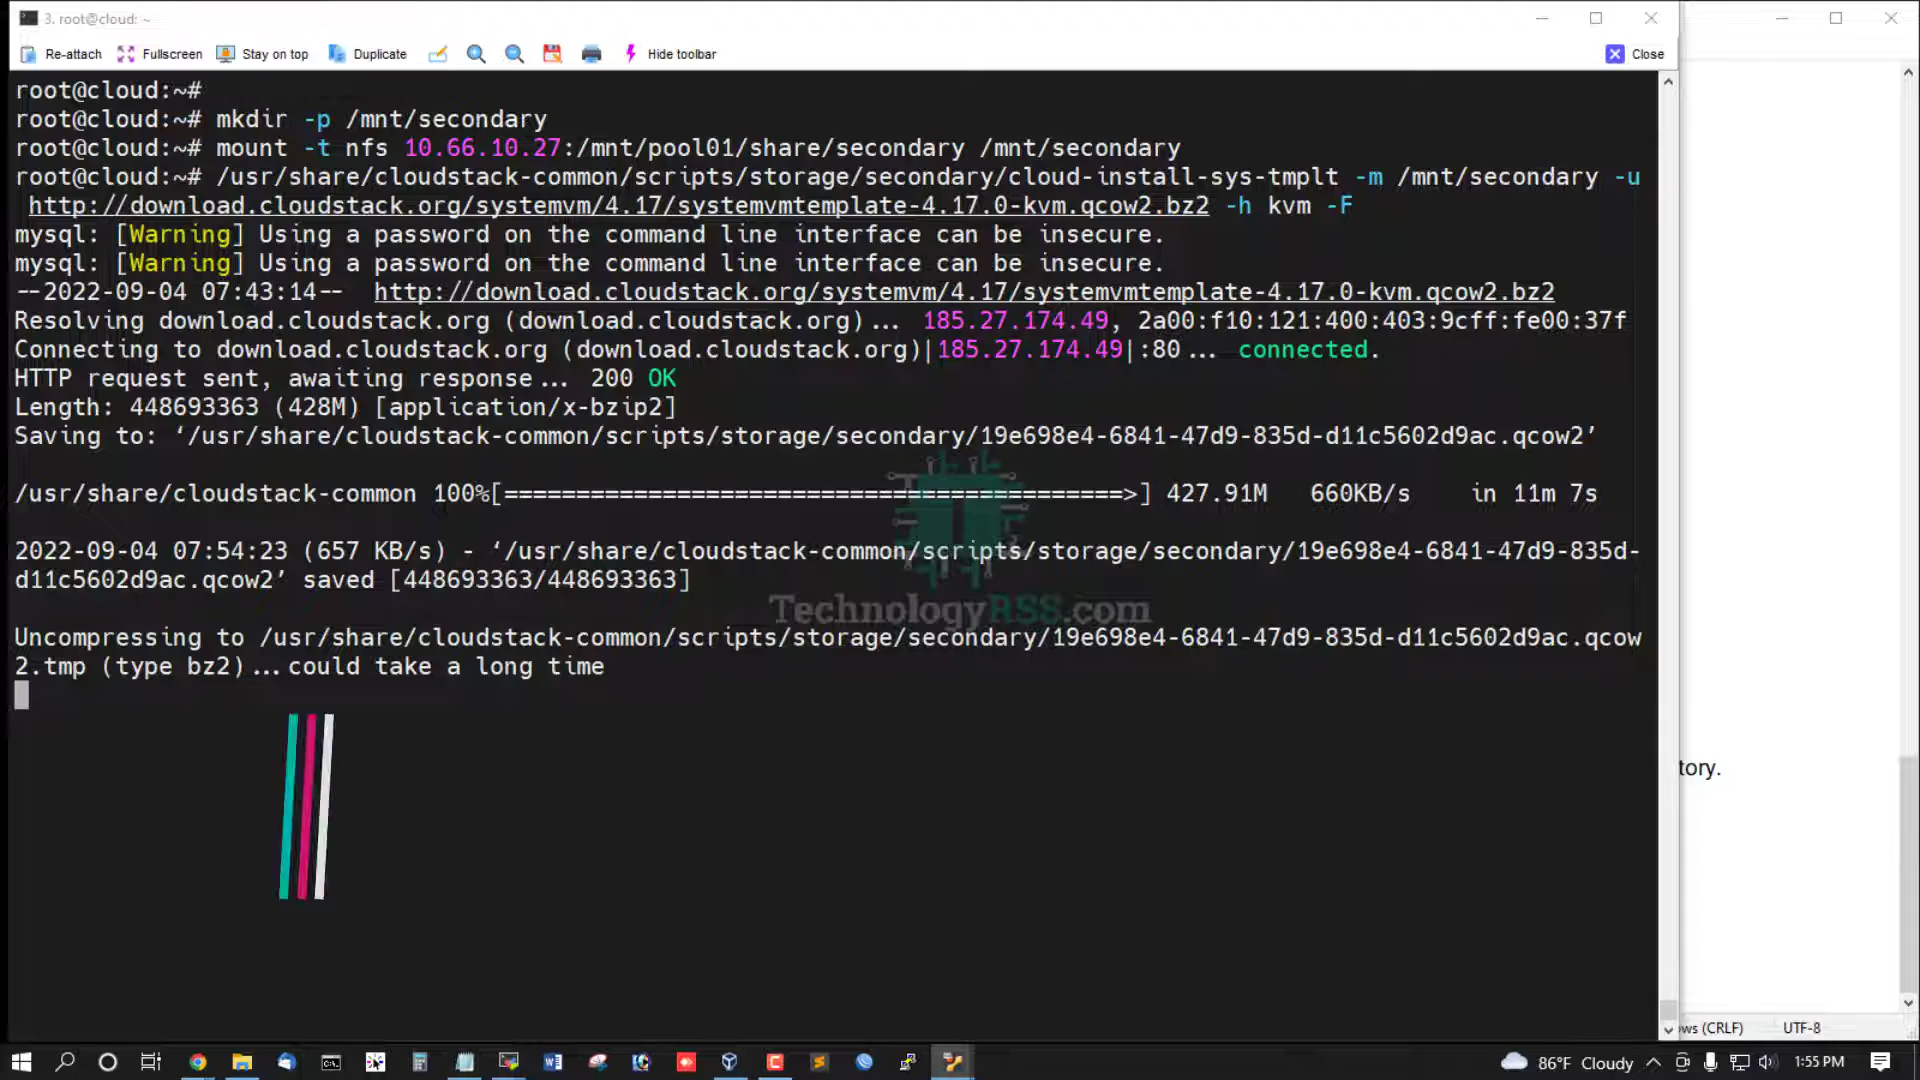 3. root@cloud: ~
Re-attach Fullscreen Stay on top Duplicate Hide toolbar Close
root@cloud:~#
root@cloud:~# mkdir -p /mnt/secondary
root@cloud:~# mount -t nfs 10.66.10.27:/mnt/pool01/share/secondary /mnt/secondary
root@cloud:~# /usr/share/cloudstack-common/scripts/storage/secondary/cloud-install-sys-tmplt -m /mnt/secondary -u
http://download.cloudstack.org/systemvm/4.17/systemvmtemplate-4.17.0-kvm.qcow2.bz2 -h kvm -F
mysql: [Warning] Using a password on the command line interface can be insecure.
mysql: [Warning] Using a password on the command line interface can be insecure.
--2022-09-04 07:43:14--  http://download.cloudstack.org/systemvm/4.17/systemvmtemplate-4.17.0-kvm.qcow2.bz2
Resolving download.cloudstack.org (download.cloudstack.org)... 185.27.174.49, 2a00:f10:121:400:403:9cff:fe00:37f
Connecting to download.cloudstack.org (download.cloudstack.org)|185.27.174.49|:80... connected.
HTTP request sent, awaiting response... 200 OK
Length: 448693363 (428M) [application/x-bzip2]
Saving to: ‘/usr/share/cloudstack-common/scripts/storage/secondary/19e698e4-6841-47d9-835d-d11c5602d9ac.qcow2’
/usr/share/cloudstack-common 100%[===========================================>] 427.91M 660KB/s in 11m 7s
2022-09-04 07:54:23 (657 KB/s) - ‘/usr/share/cloudstack-common/scripts/storage/secondary/19e698e4-6841-47d9-835d-
d11c5602d9ac.qcow2’ saved [448693363/448693363]
TechnologyRSS.com
Uncompressing to /usr/share/cloudstack-common/scripts/storage/secondary/19e698e4-6841-47d9-835d-d11c5602d9ac.qcow
2.tmp (type bz2)...could take a long time
tory.
ows (CRLF) UTF-8
86°F Cloudy 1:55 PM